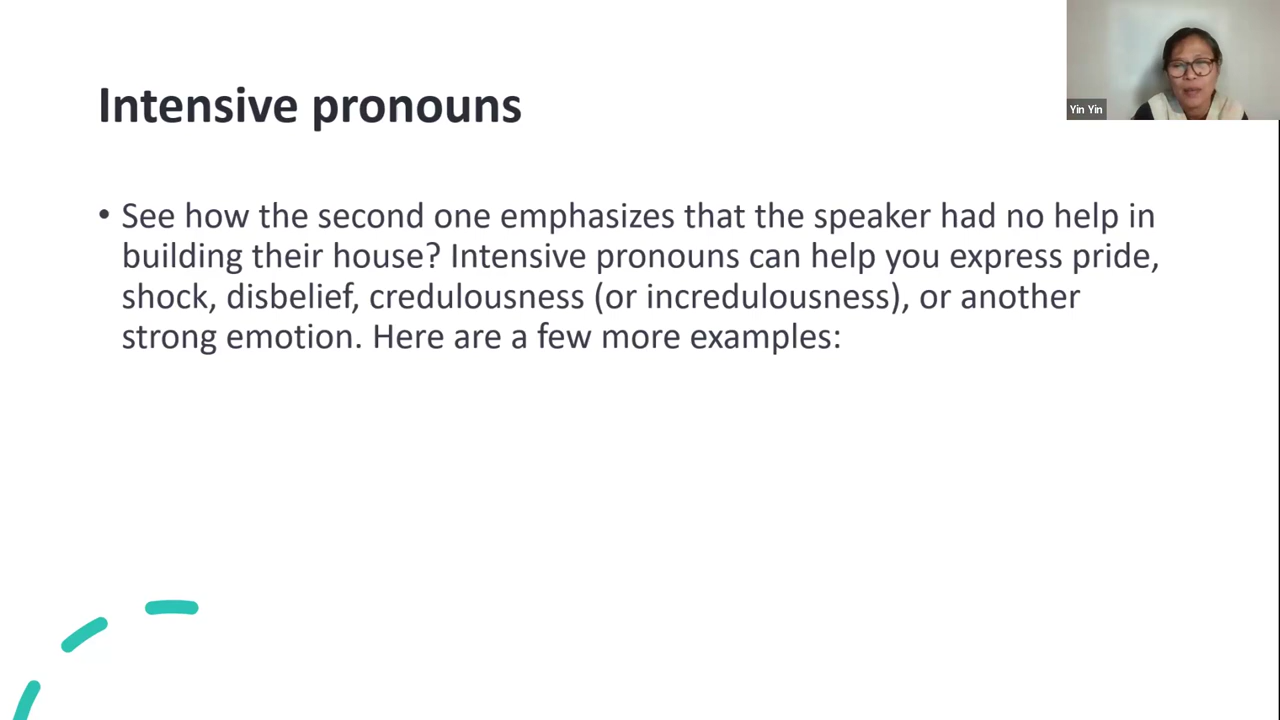 Intensive pronouns
Yin Yin
• See how the second one emphasizes that the speaker had no help in
building their house? Intensive pronouns can help you express pride,
shock, disbelief, credulousness (or incredulousness), or another
strong emotion. Here are a few more examples: